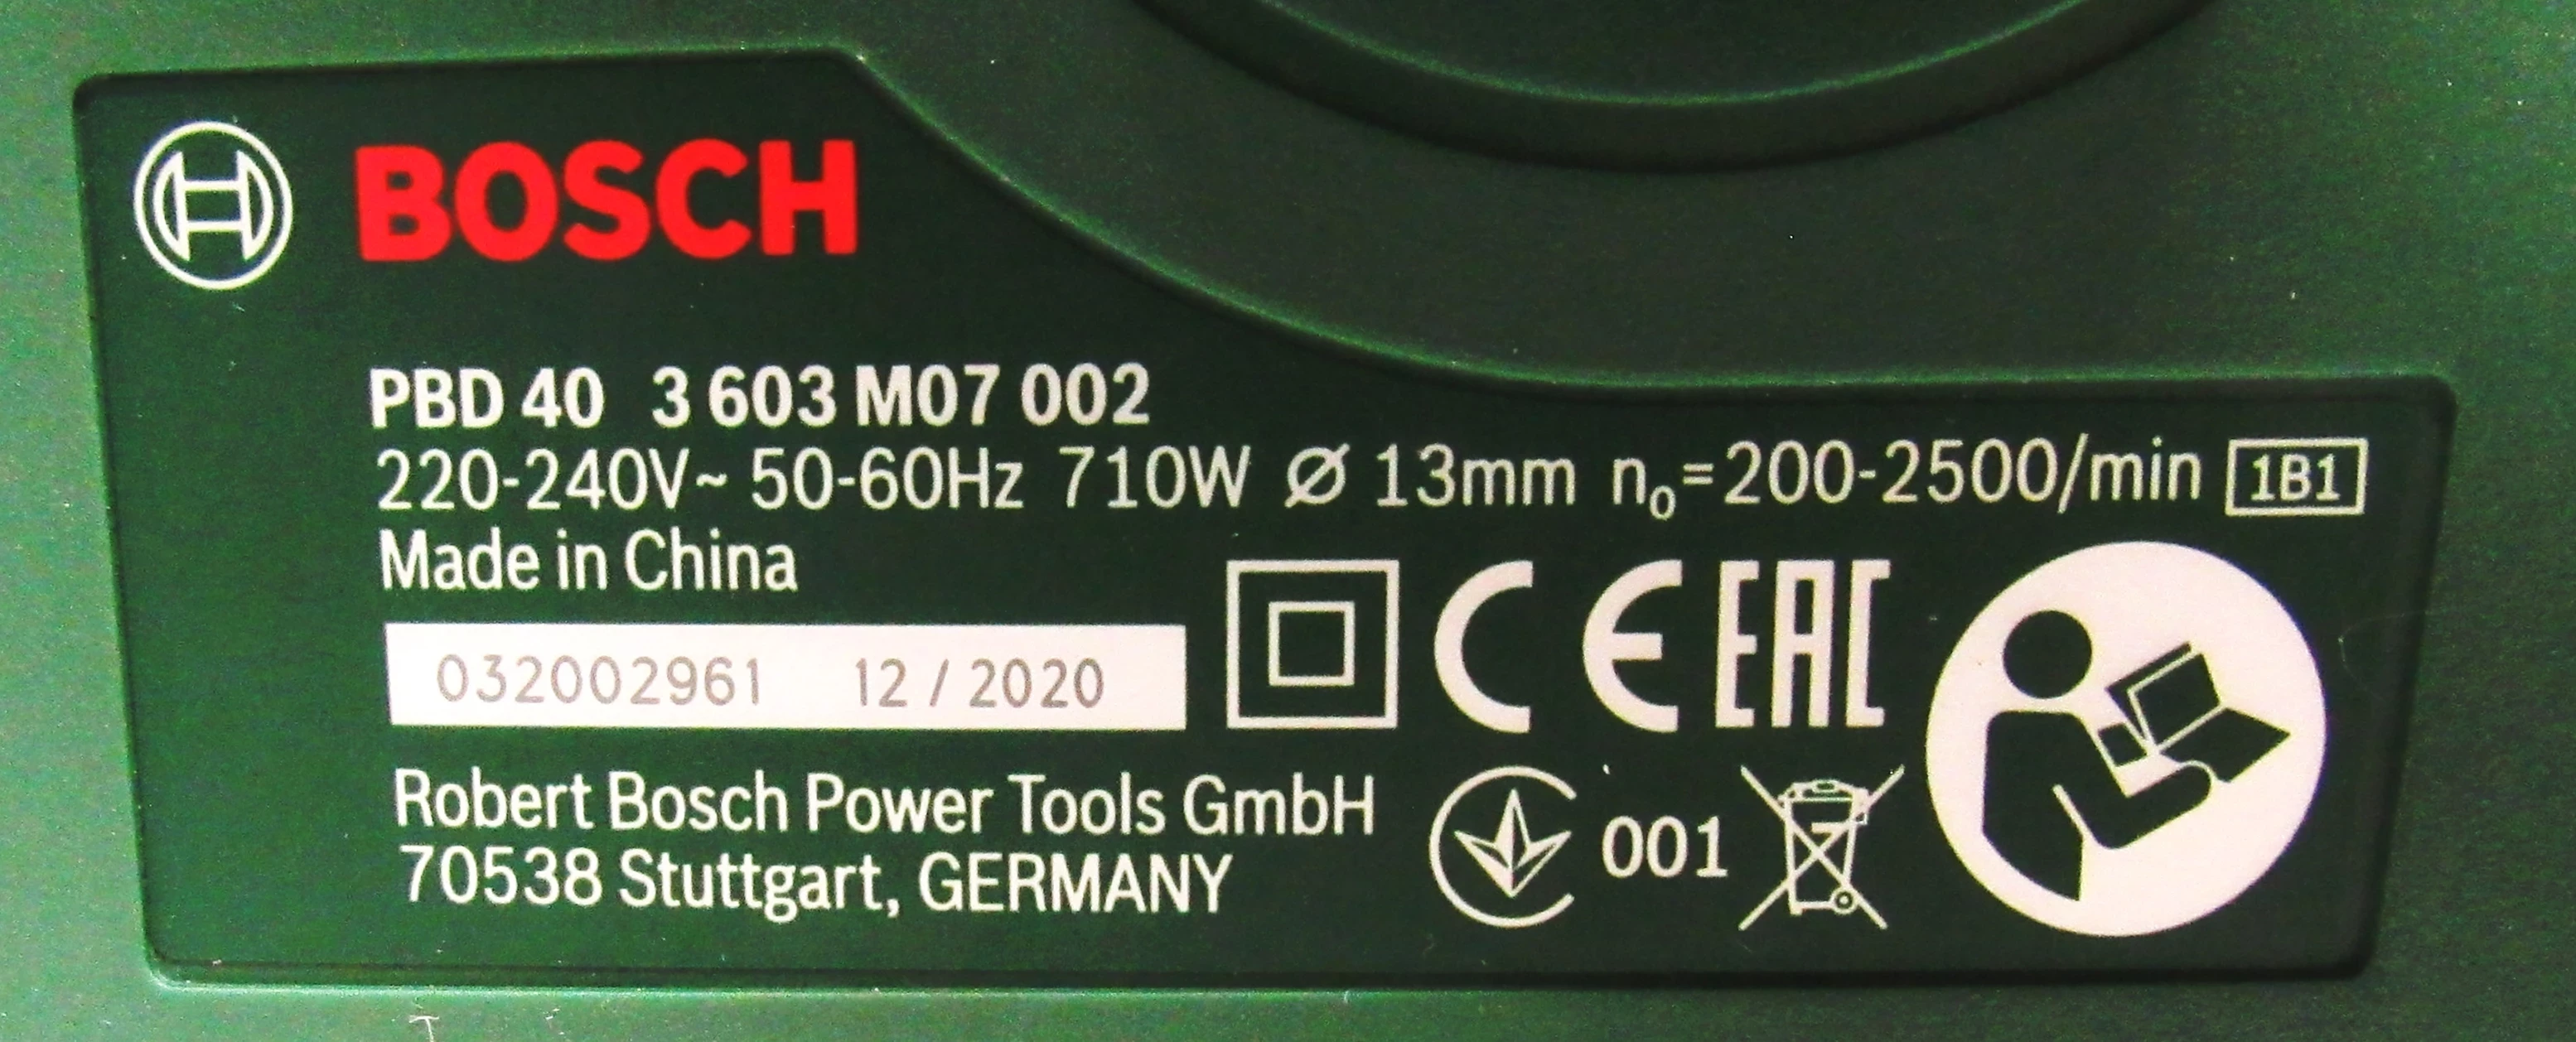 BOSCH
PBD 40 3 603 M07 002
220-240V~ 50-60Hz 710W Ø 13mm n₀=200-2500/min 1B1
Made in China
CE EAC
032002961 12 / 2020
Robert Bosch Power Tools GmbH
001
70538 Stuttgart, GERMANY